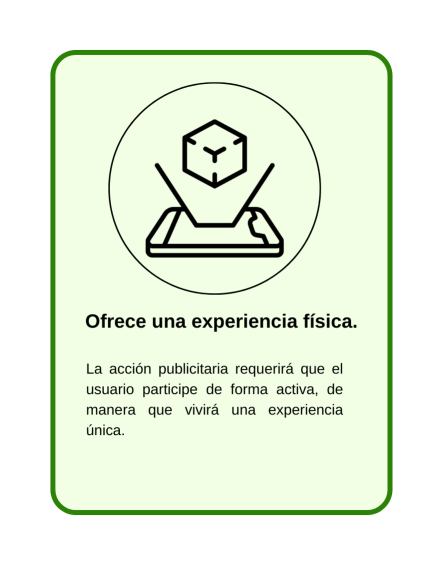 Ofrece una experiencia física.
La acción publicitaria requerirá que el
usuario participe de forma activa, de
manera que vivirá una experiencia
única.